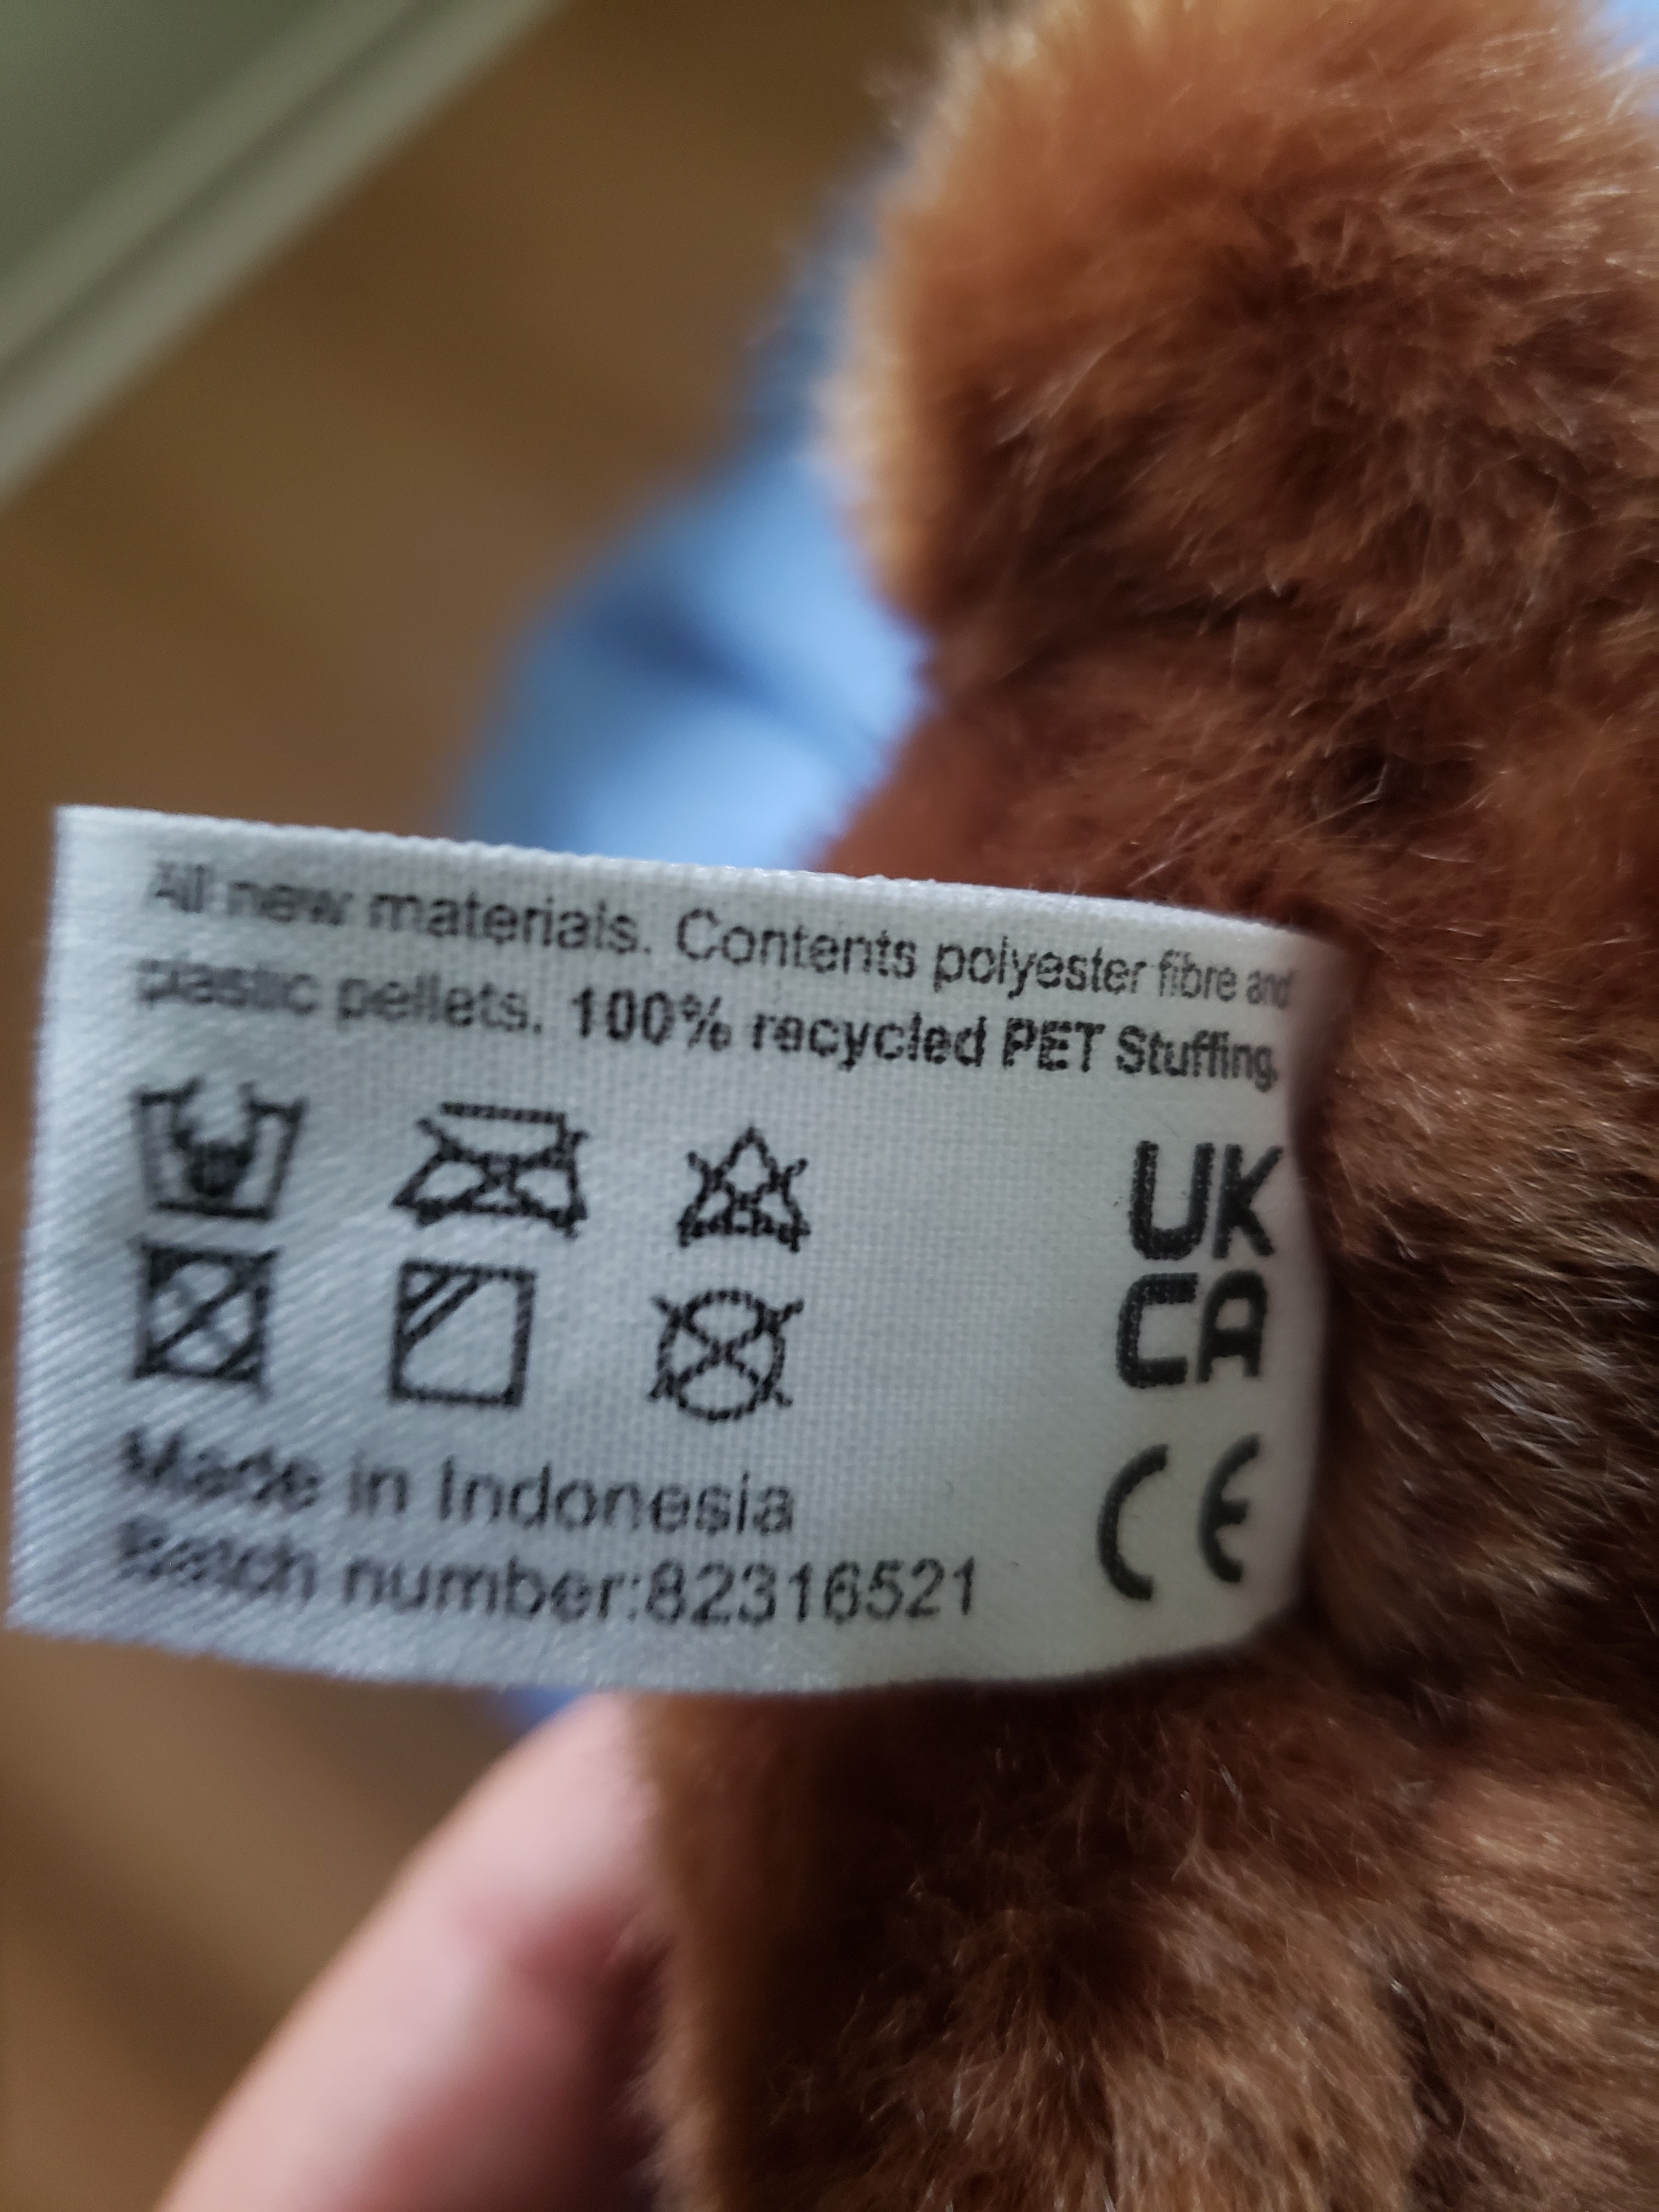 All new materials. Contents polyester fibre and
plastic pellets. 100% recycled PET Stuffing.
UK
CA
Made in Indonesia
CE
Batch number:82316521